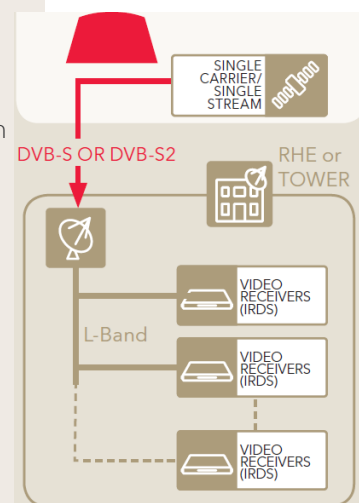 SINGLE
CARRIER/
SINGLE
STREAM
n
DVB-S OR DVB-S2
RHE or
TOWER
VIDEO
RECEIVERS
(IRDS)
L-Band
VIDEO
RECEIVERS
(IRDS)
VIDEO
RECEIVERS
(IRDS)